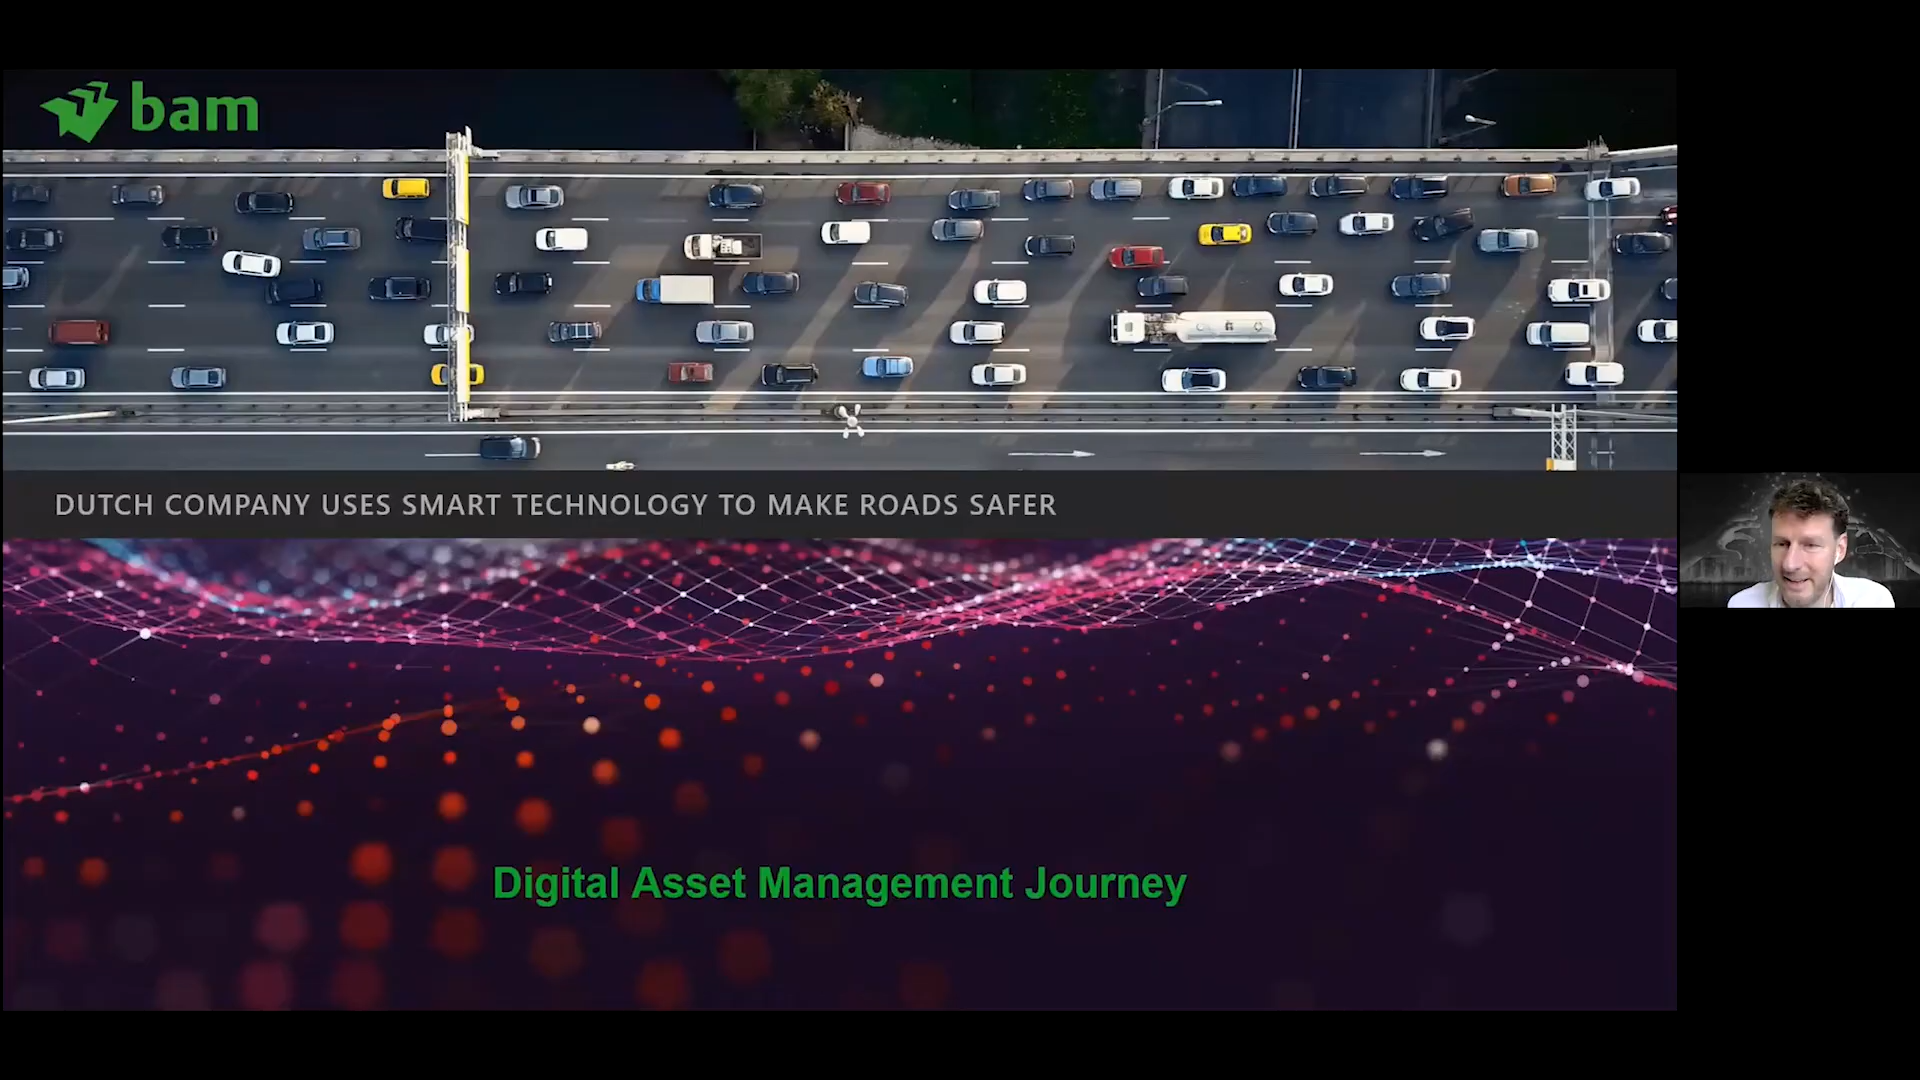 bam
DUTCH COMPANY USES SMART TECHNOLOGY TO MAKE ROADS SAFER
Digital Asset Management Journey